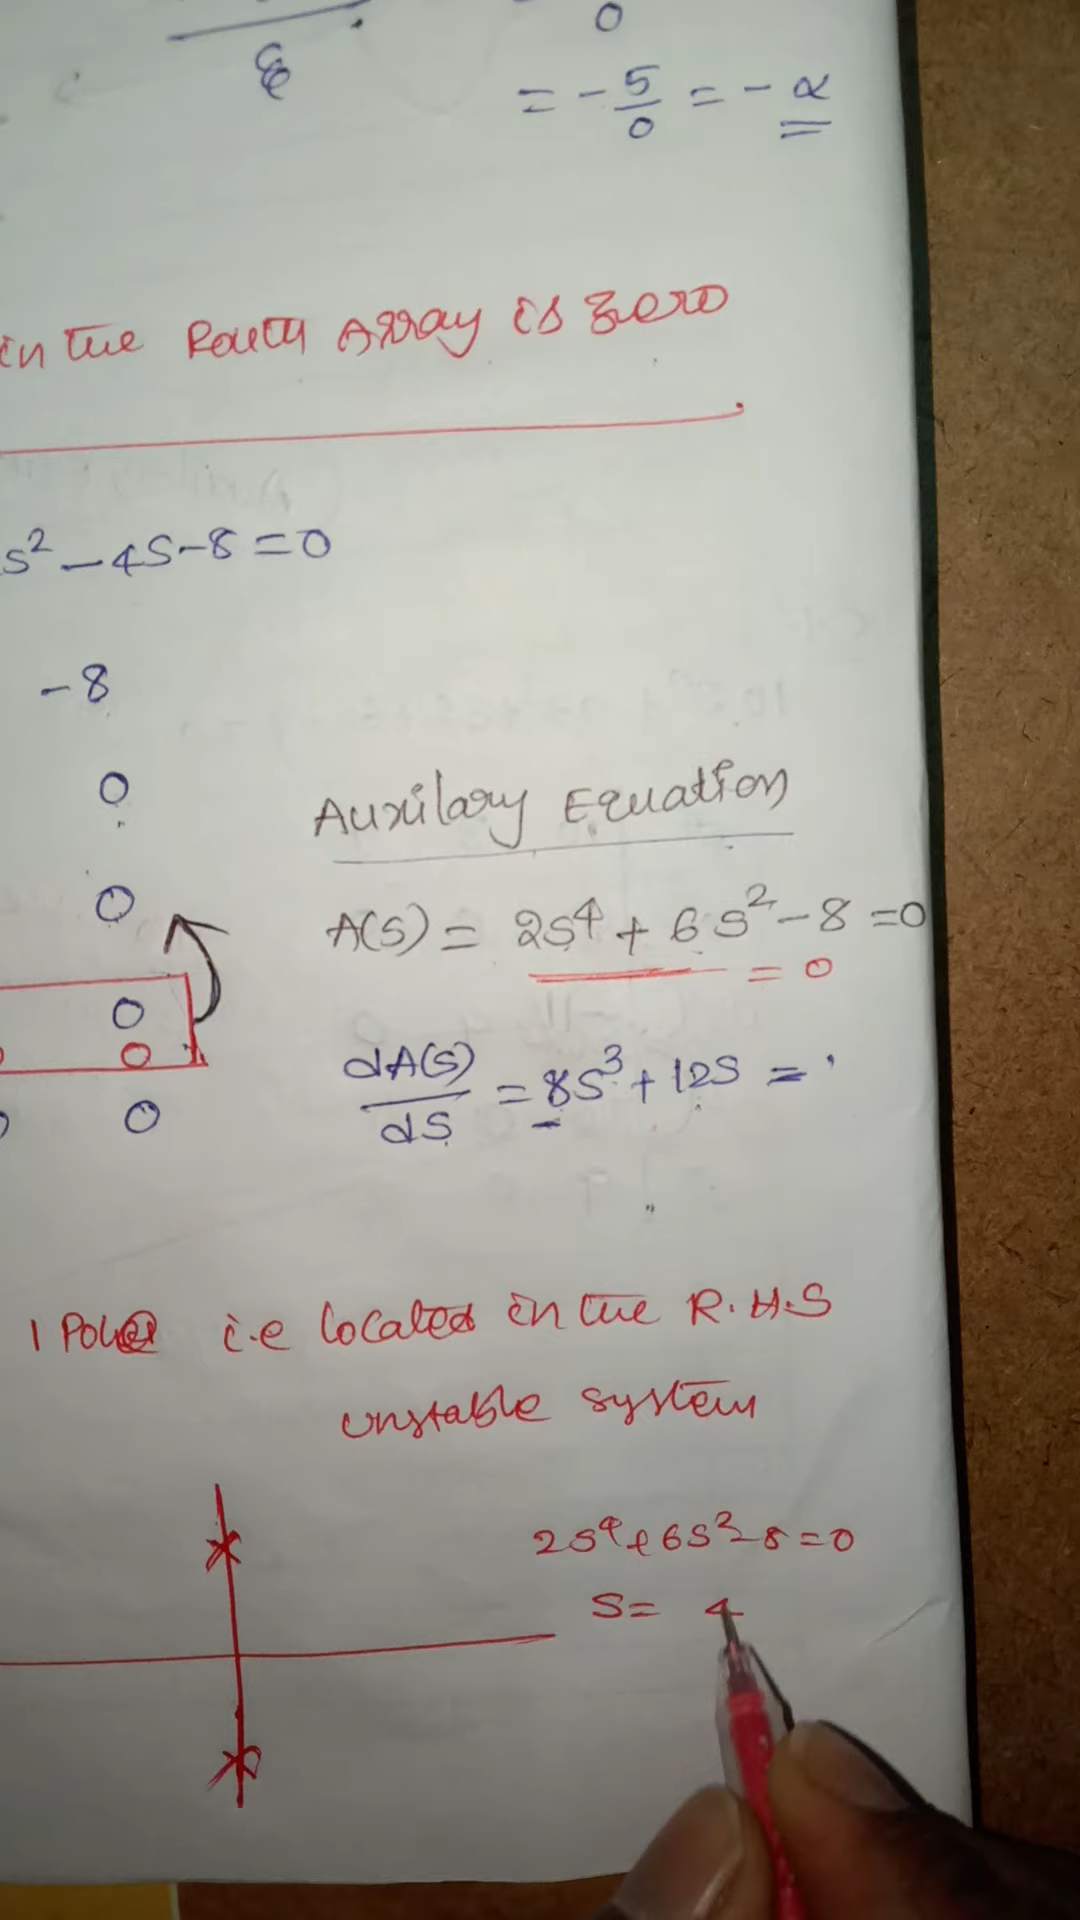 8
0
= - 5/0 = - α
in the Routh Array is zero
s² - 4s - 8 = 0
-8
0
Auxilary Equation
0
A(s) = 2s⁴ + 6s² - 8 = 0
= 0
0
0
dA(s)/ds = 8s³ + 12s =
0
1 Pole i.e located in the R.H.S
unstable system
2s⁴ + 6s² - 8 = 0
s = 4